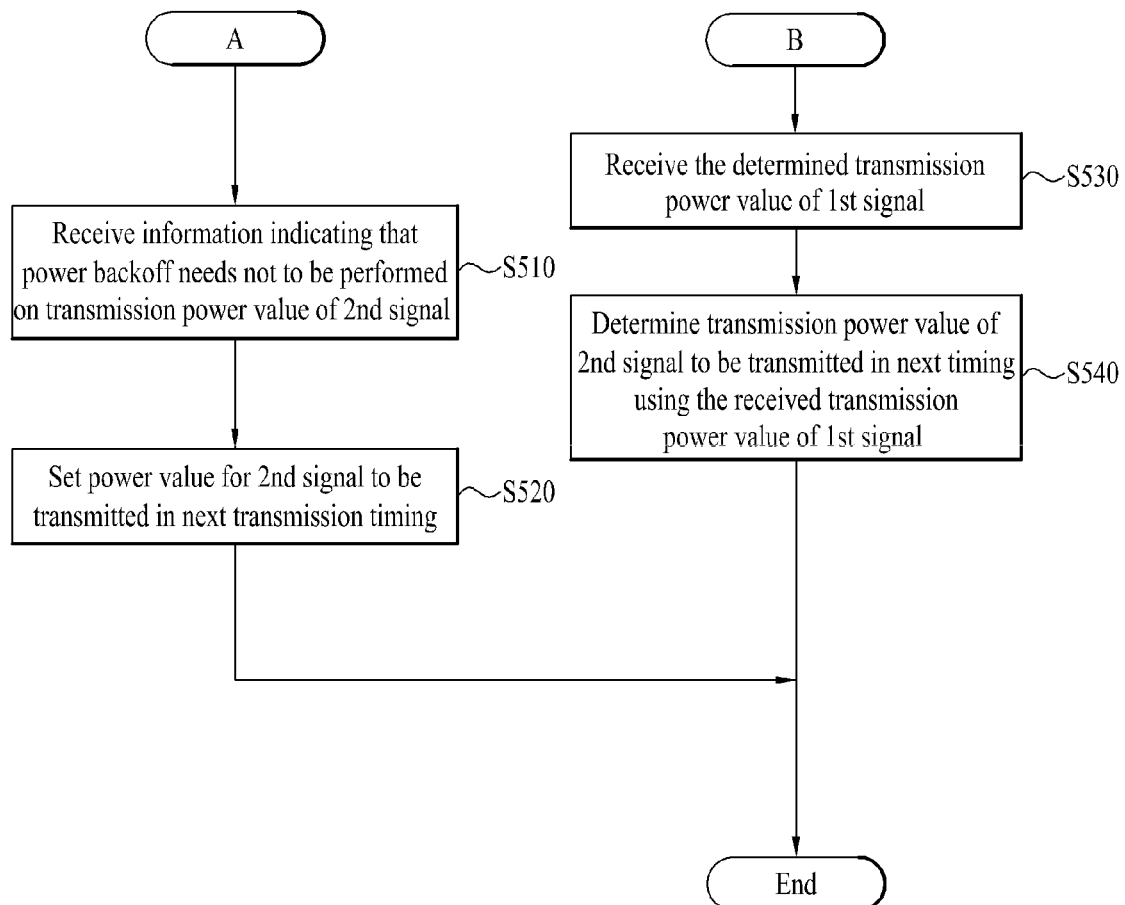 A
Receive information indicating that
power backoff needs not to be performed
on transmission power value of 2nd signal
S510
Set power value for 2nd signal to be
transmitted in next transmission timing
S520
B
Receive the determined transmission
power value of 1st signal
S530
Determine transmission power value of
2nd signal to be transmitted in next timing
using the received transmission
power value of 1st signal
S540
End